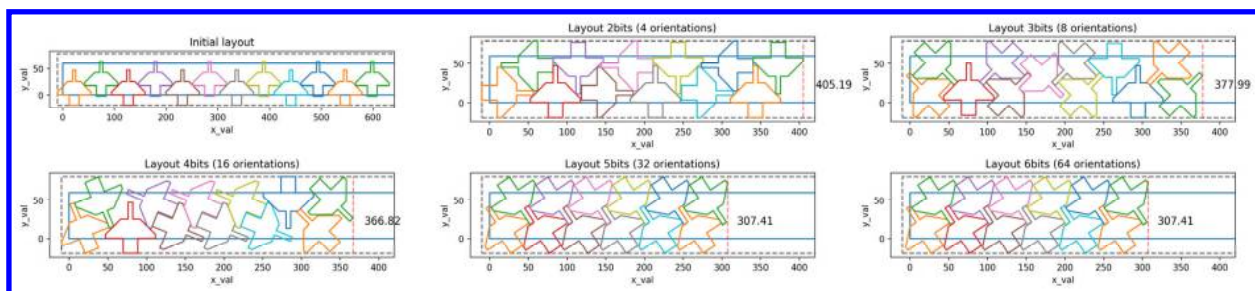 Initial layout
y_val
50
0
0 100 200 300 400 500 600
x_val
Layout 2bits (4 orientations)
y_val
50
0
405.19
0 50 100 150 200 250 300 350 400
x_val
Layout 3bits (8 orientations)
y_val
50
0
377.99
0 50 100 150 200 250 300 350 400
x_val
Layout 4bits (16 orientations)
y_val
50
0
366.82
0 50 100 150 200 250 300 350 400
x_val
Layout 5bits (32 orientations)
y_val
50
0
307.41
0 50 100 150 200 250 300 350 400
x_val
Layout 6bits (64 orientations)
y_val
50
0
307.41
0 50 100 150 200 250 300 350 400
x_val